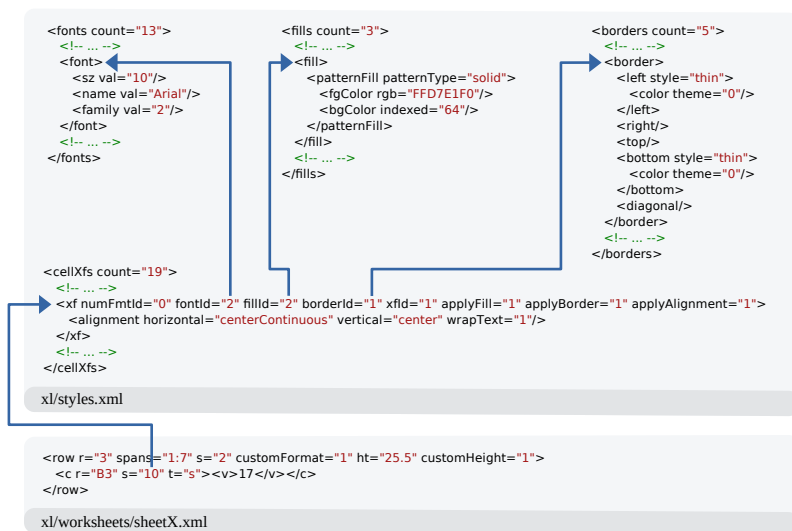 <fonts count="13">
<!-- ... -->
<font>
<sz val="10"/>
<name val="Arial"/>
<family val="2"/>
</font>
<!-- ... -->
</fonts>
<fills count="3">
<!-- ... -->
<fill>
<patternFill patternType="solid">
<fgColor rgb="FFD7E1F0"/>
<bgColor indexed="64"/>
</patternFill>
</fill>
<!-- ... -->
</fills>
<borders count="5">
<!-- ... -->
<border>
<left style="thin">
<color theme="0"/>
</left>
<right/>
<top/>
<bottom style="thin">
<color theme="0"/>
</bottom>
<diagonal/>
</border>
<!-- ... -->
</borders>
<cellXfs count="19">
<!-- ... -->
<xf numFmtId="0" fontId="2" fillId="2" borderId="1" xfId="1" applyFill="1" applyBorder="1" applyAlignment="1">
<alignment horizontal="centerContinuous" vertical="center" wrapText="1"/>
</xf>
<!-- ... -->
</cellXfs>
xl/styles.xml
<row r="3" spans="1:7" s="2" customFormat="1" ht="25.5" customHeight="1">
<c r="B3" s="10" t="s"><v>17</v></c>
</row>
xl/worksheets/sheetX.xml